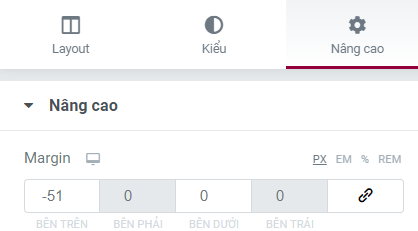 Layout Kiểu Nâng cao
Nâng cao
Margin PX EM % REM
-51 0 0 0
BÊN TRÊN BÊN PHẢI BÊN DƯỚI BÊN TRÁI